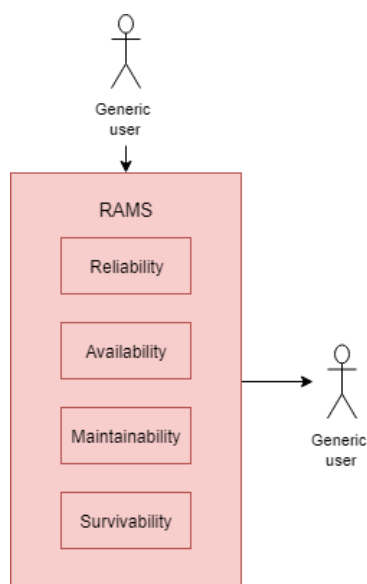 Generic
user
RAMS
Reliability
Availability
Maintainability
Survivability
Generic
user